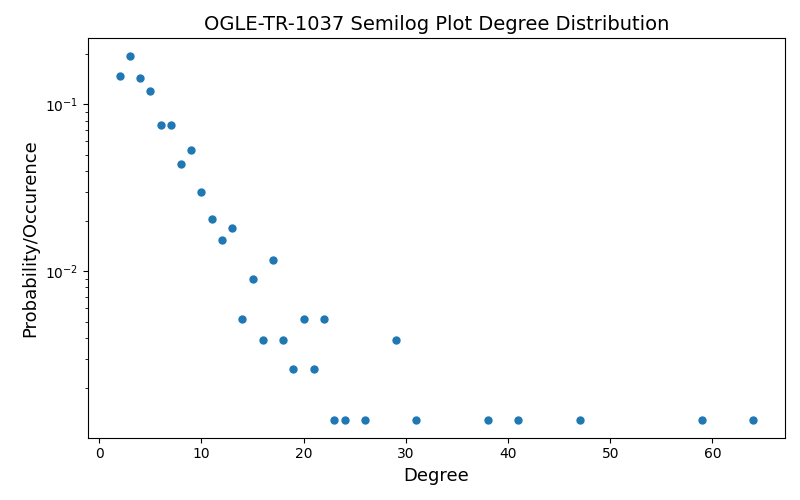 OGLE-TR-1037 Semilog Plot Degree Distribution
Probability/Occurence
10⁻¹
10⁻²
0 10 20 30 40 50 60
Degree